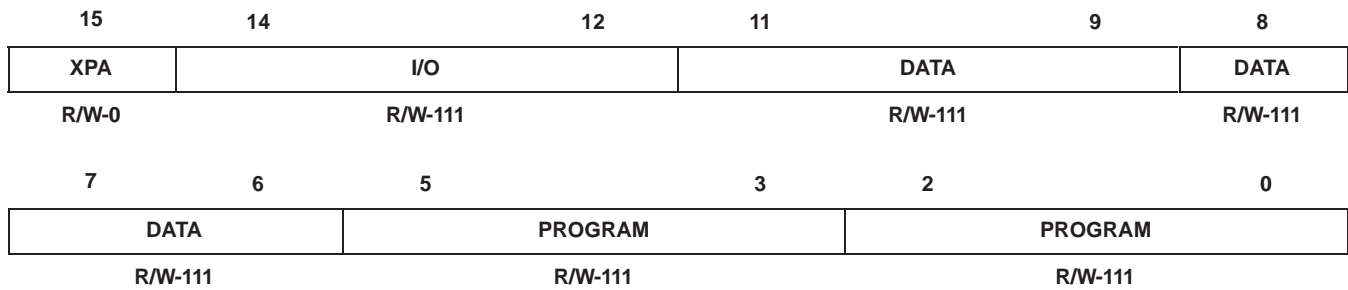 15 14 12 11 9 8
XPA I/O DATA DATA
R/W-0 R/W-111 R/W-111 R/W-111
7 6 5 3 2 0
DATA PROGRAM PROGRAM
R/W-111 R/W-111 R/W-111